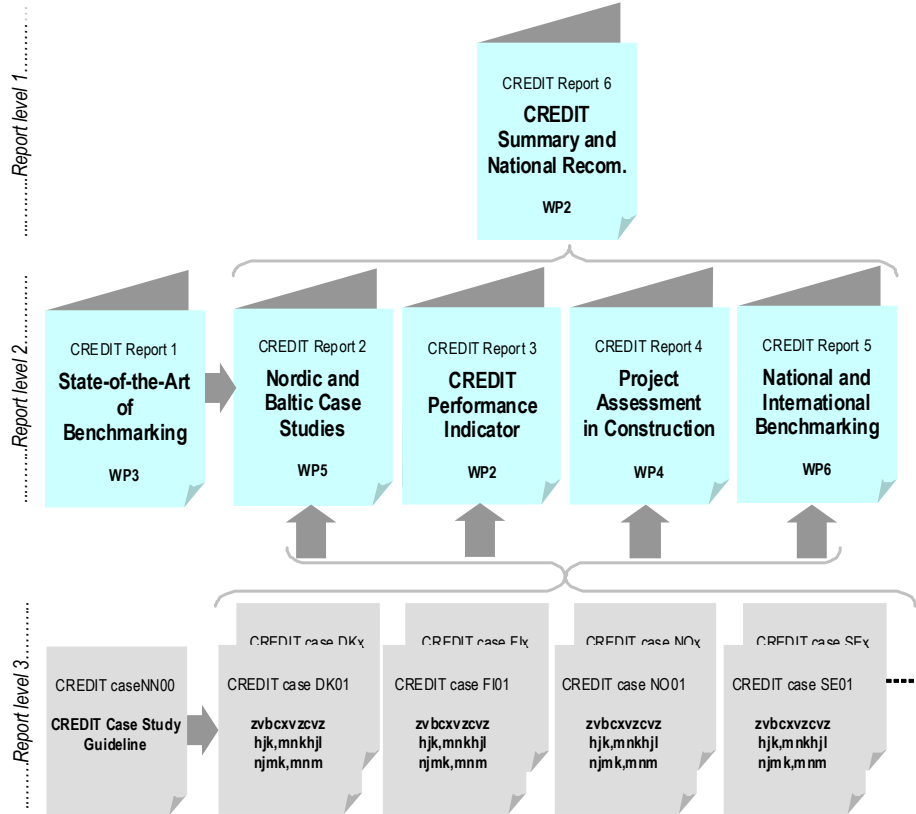 .........Report level 1.........
CREDIT Report 6
CREDIT
Summary and
National Recom.
WP2
.........Report level 2.........
CREDIT Report 1
State-of-the-Art
of
Benchmarking
WP3
CREDIT Report 2
Nordic and
Baltic Case
Studies
WP5
CREDIT Report 3
CREDIT
Performance
Indicator
WP2
CREDIT Report 4
Project
Assessment
in Construction
WP4
CREDIT Report 5
National and
International
Benchmarking
WP6
.........Report level 3.........
CREDIT caseNN00
CREDIT Case Study
Guideline
CREDIT case DKx
CREDIT case DK01
zvbcxvzcvz
hjk,mnkhjl
njmk,mnm
CREDIT case FIx
CREDIT case FI01
zvbcxvzcvz
hjk,mnkhjl
njmk,mnm
CREDIT case NOx
CREDIT case NO01
zvbcxvzcvz
hjk,mnkhjl
njmk,mnm
CREDIT case SEx
CREDIT case SE01
zvbcxvzcvz
hjk,mnkhjl
njmk,mnm